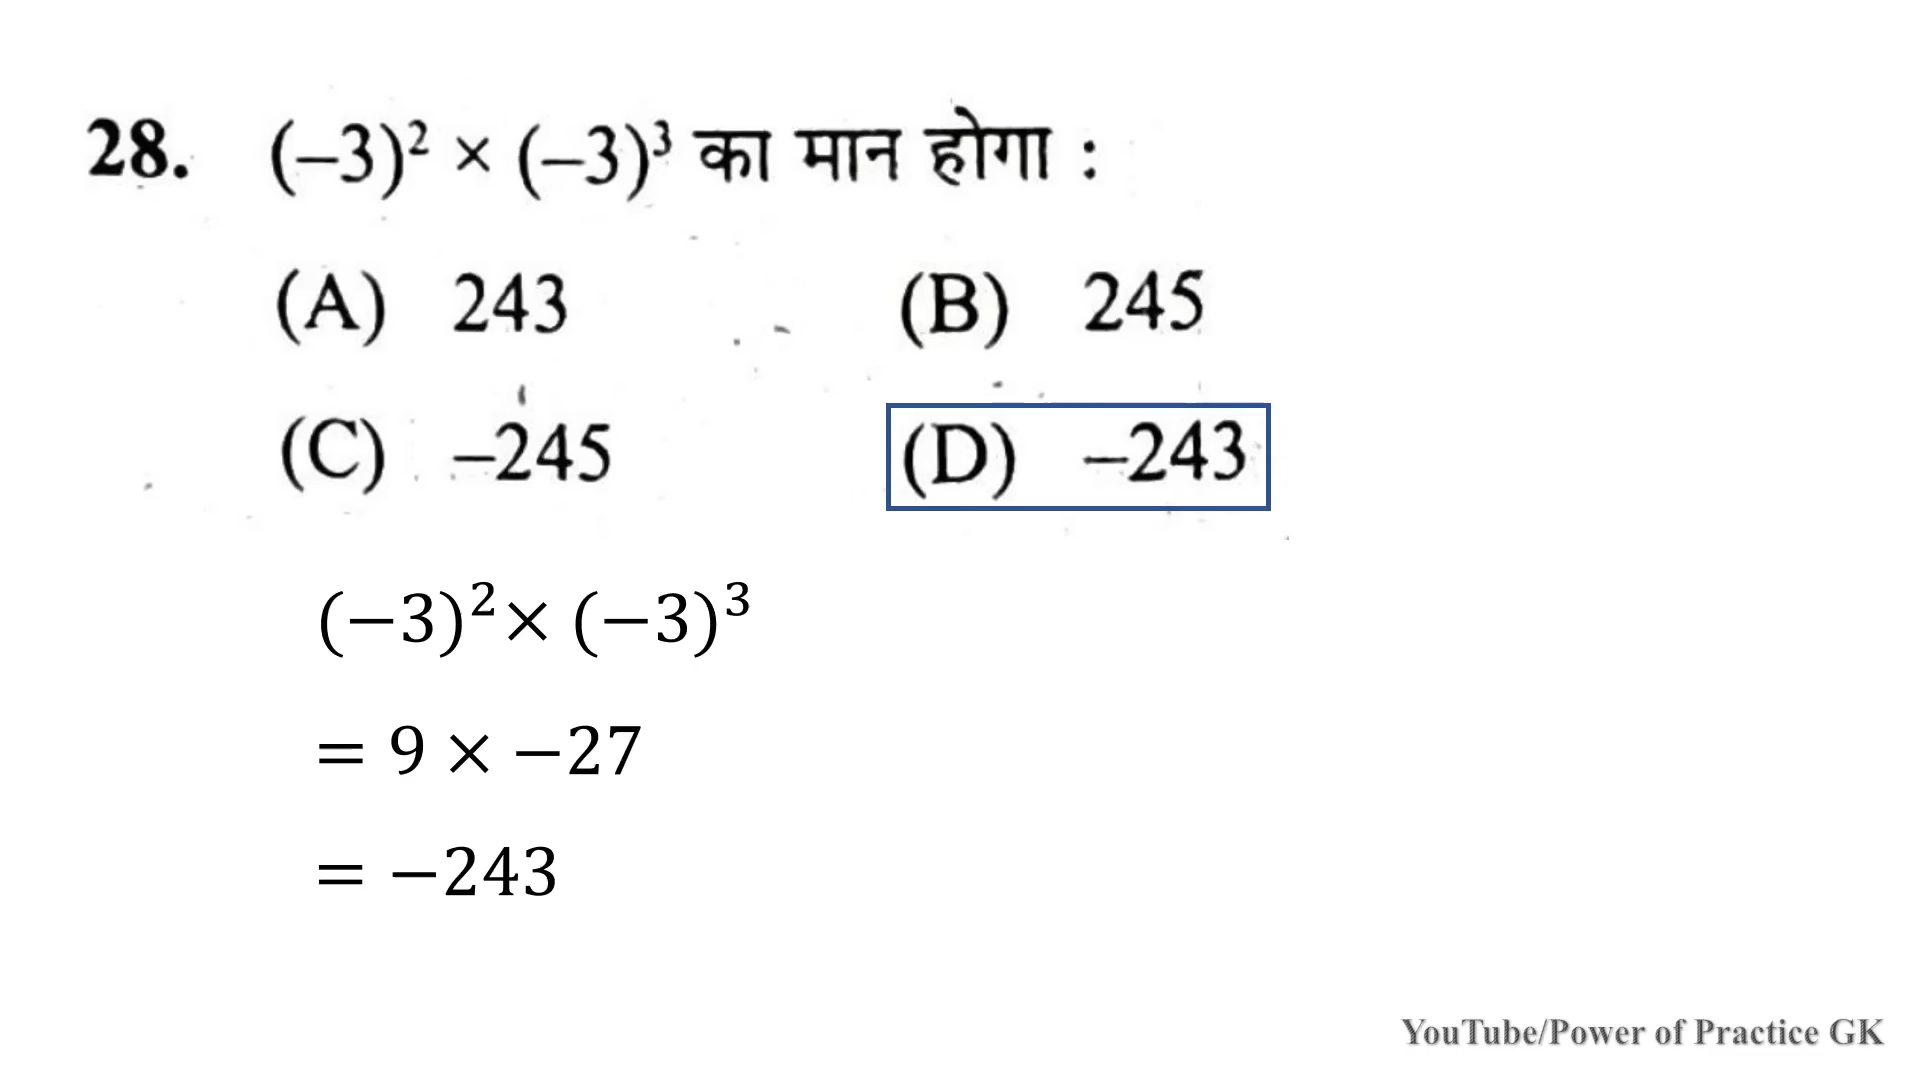 28. (–3)² × (–3)³ का मान होगा :
(A) 243 (B) 245
(C) –245 (D) –243
(−3)²× (−3)³
= 9 × −27
= −243
YouTube/Power of Practice GK